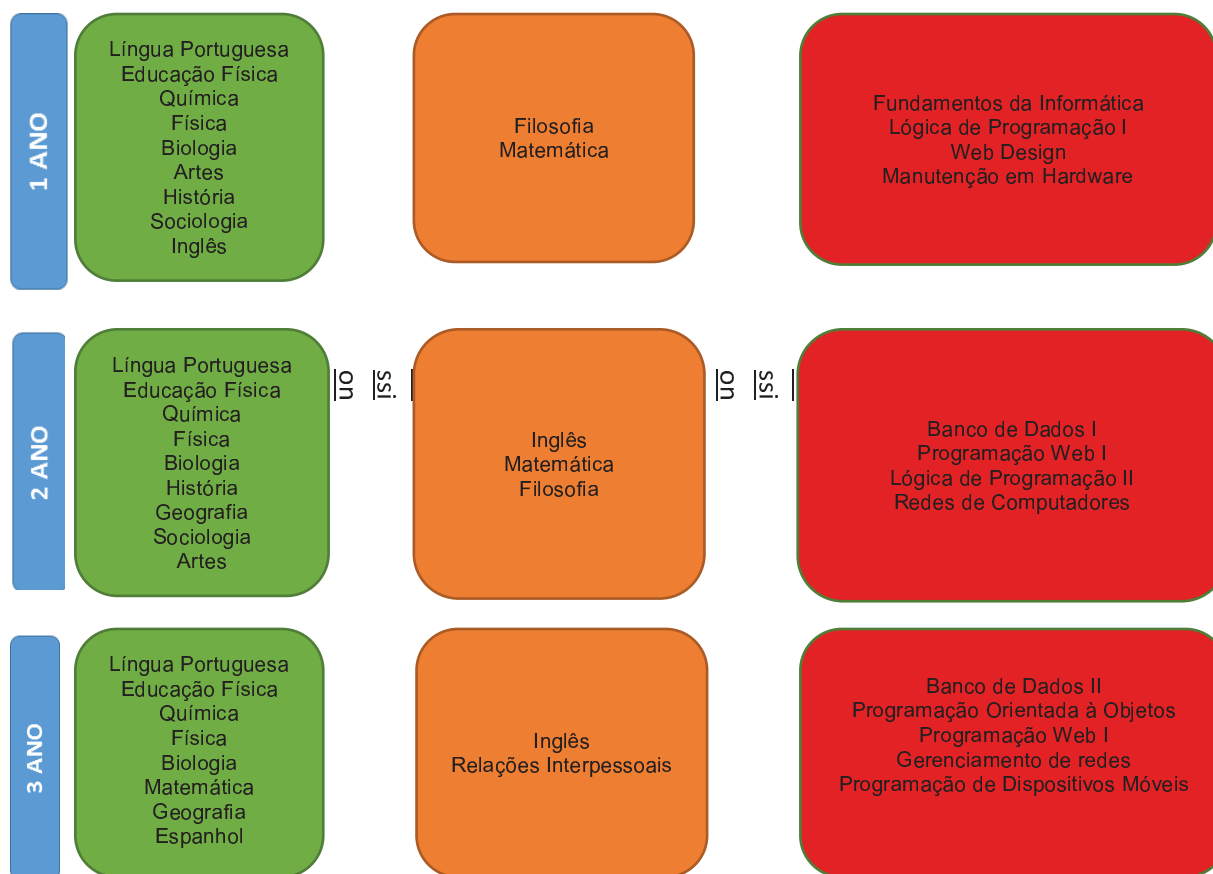 1 ANO
Língua Portuguesa
Educação Física
Química
Física
Biologia
Artes
História
Sociologia
Inglês
Filosofia
Matemática
Fundamentos da Informática
Lógica de Programação I
Web Design
Manutenção em Hardware
2 ANO
Língua Portuguesa
Educação Física
Química
Física
Biologia
História
Geografia
Sociologia
Artes
ssi
on
Inglês
Matemática
Filosofia
ssi
on
Banco de Dados I
Programação Web I
Lógica de Programação II
Redes de Computadores
3 ANO
Língua Portuguesa
Educação Física
Química
Física
Biologia
Matemática
Geografia
Espanhol
Inglês
Relações Interpessoais
Banco de Dados II
Programação Orientada à Objetos
Programação Web I
Gerenciamento de redes
Programação de Dispositivos Móveis